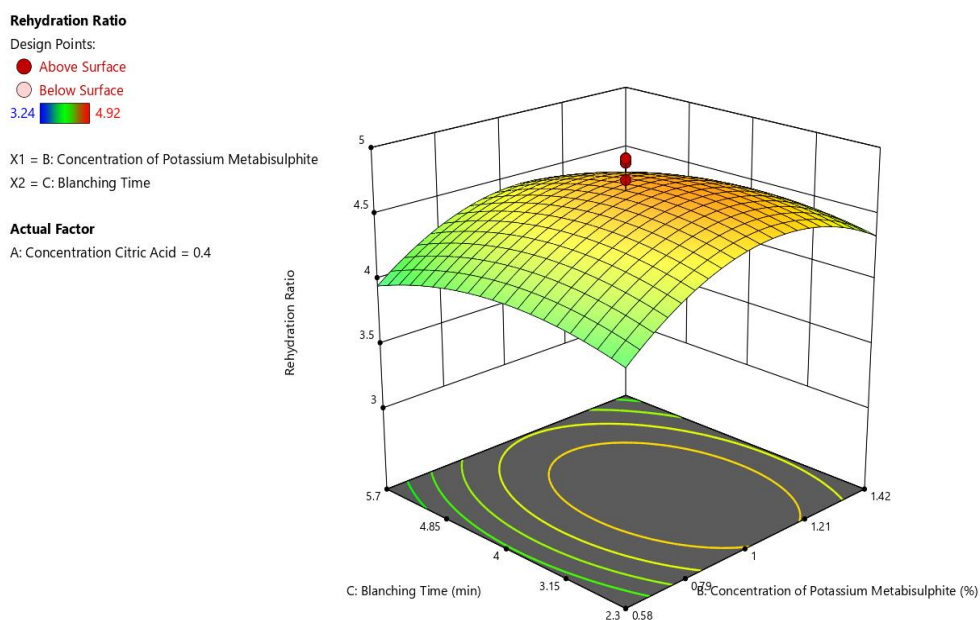 Rehydration Ratio
Design Points:
Above Surface
Below Surface
3.24 4.92
X1 = B: Concentration of Potassium Metabisulphite
X2 = C: Blanching Time
Actual Factor
A: Concentration Citric Acid = 0.4
5
4.5
4
3.5
3
Rehydration Ratio
5.7
4.85
4
3.15
2.3
C: Blanching Time (min)
0.58
0.79
1
1.21
1.42
B: Concentration of Potassium Metabisulphite (%)